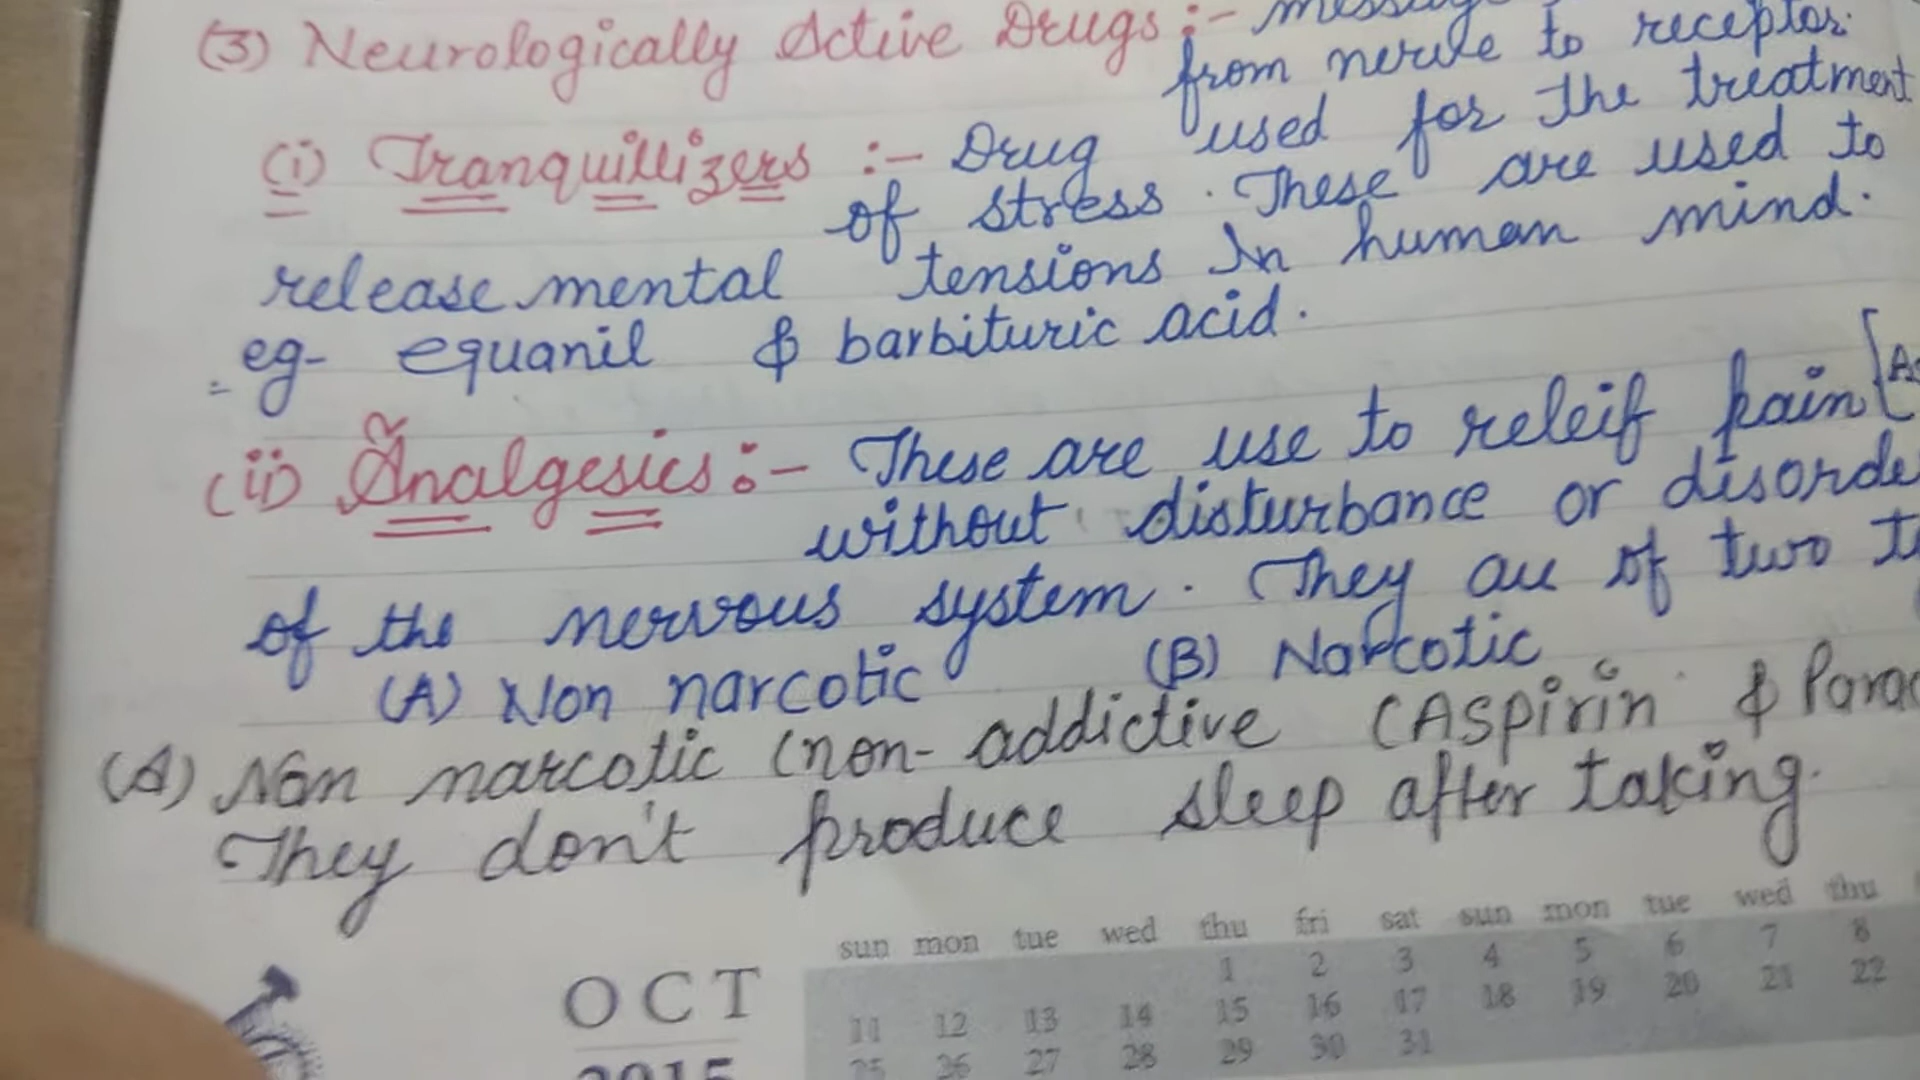 (3) Neurologically Active Drugs :- message
from nerve to receptor.
(i) Tranquillizers :- Drug used for the treatment
of stress. These are used to
release mental tensions In human mind.
eg- equanil & barbituric acid.
(ii) Analgesics :- These are use to releif pain
without disturbance or disorde
of the nervous system. They are of two
(A) Non narcotic (B) Narcotic
(A) Non narcotic (non-addictive (Aspirin & Parac
They don't produce sleep after taking.
OCT
2015
sun mon tue wed thu fri sat sun mon tue wed thu
1 2 3 4 5 6 7 8
11 12 13 14 15 16 17 18 19 20 21 22
25 26 27 28 29 30 31